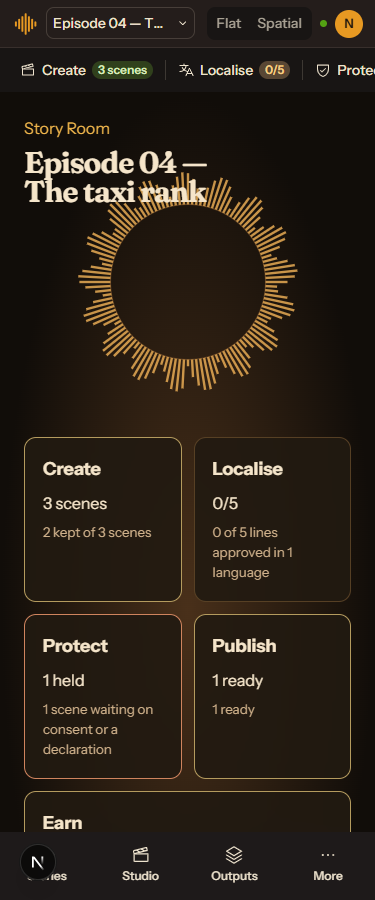 Episode 04 — T...
Flat Spatial
N
Create 3 scenes
Localise 0/5
Story Room
Episode 04 —
The taxi rank
Create
3 scenes
2 kept of 3 scenes
Localise
0/5
0 of 5 lines
approved in 1
language
Protect
1 held
1 scene waiting on
consent or a
declaration
Publish
1 ready
1 ready
Earn
N
Studio
Outputs
More